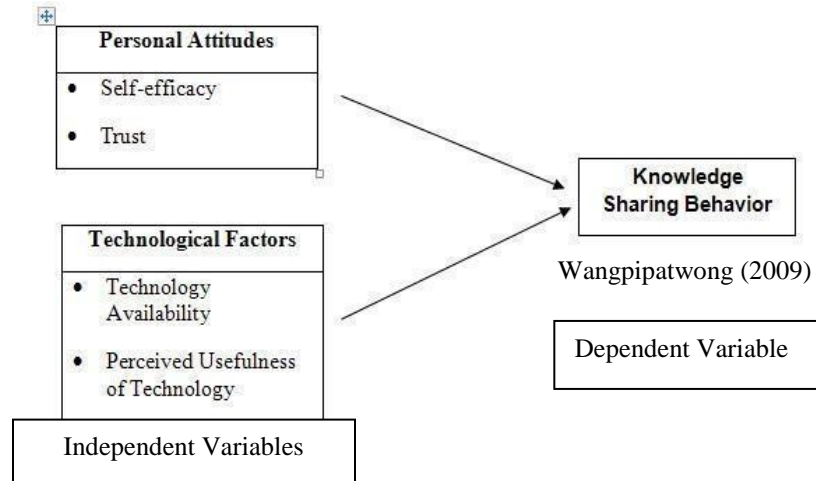 Personal Attitudes
• Self-efficacy
• Trust
Technological Factors
• Technology
Availability
• Perceived Usefulness
of Technology
Independent Variables
Knowledge
Sharing Behavior
Wangpipatwong (2009)
Dependent Variable